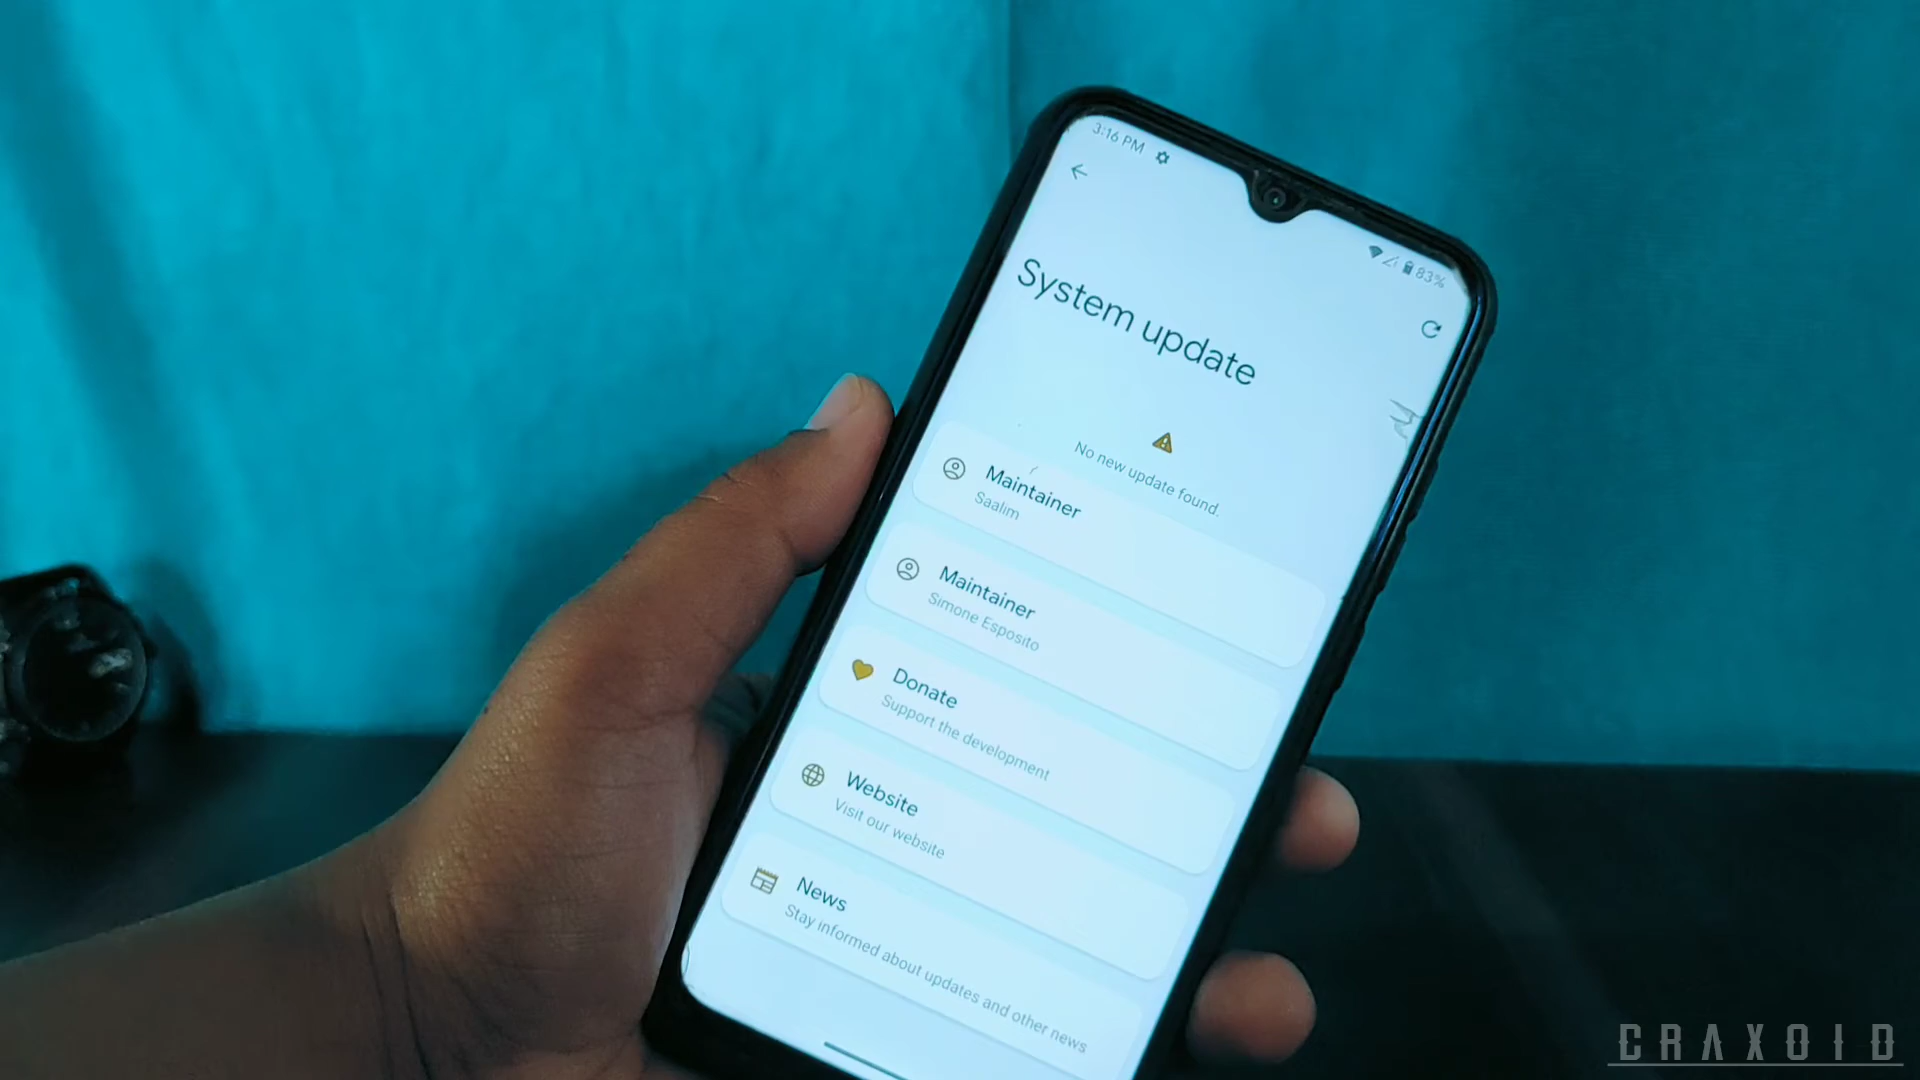 3:16 PM
83%
System update
No new update found.
Maintainer
Saalim
Maintainer
Simone Esposito
Donate
Support the development
Website
Visit our website
News
Stay informed about updates and other news
CRAXOID